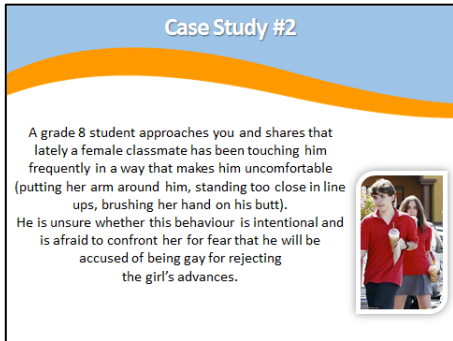 Case Study #2
A grade 8 student approaches you and shares that
lately a female classmate has been touching him
frequently in a way that makes him uncomfortable
(putting her arm around him, standing too close in line
ups, brushing her hand on his butt).
He is unsure whether this behaviour is intentional and
is afraid to confront her for fear that he will be
accused of being gay for rejecting
the girl's advances.